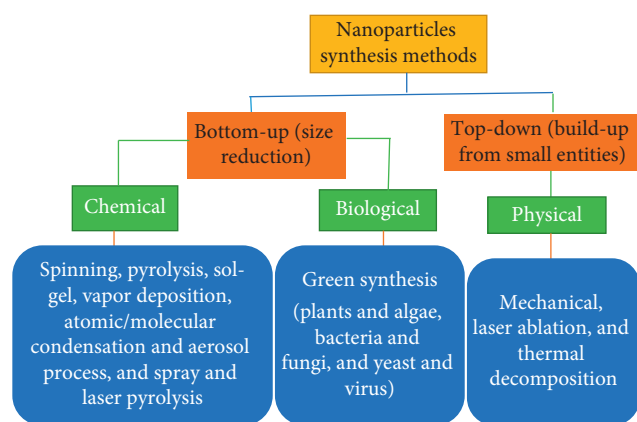 Nanoparticles
synthesis methods
Bottom-up (size
reduction)
Top-down (build-up
from small entities)
Chemical
Biological
Physical
Spinning, pyrolysis, sol-
gel, vapor deposition,
atomic/molecular
condensation and aerosol
process, and spray and
laser pyrolysis
Green synthesis
(plants and algae,
bacteria and
fungi, and yeast and
virus)
Mechanical,
laser ablation, and
thermal
decomposition